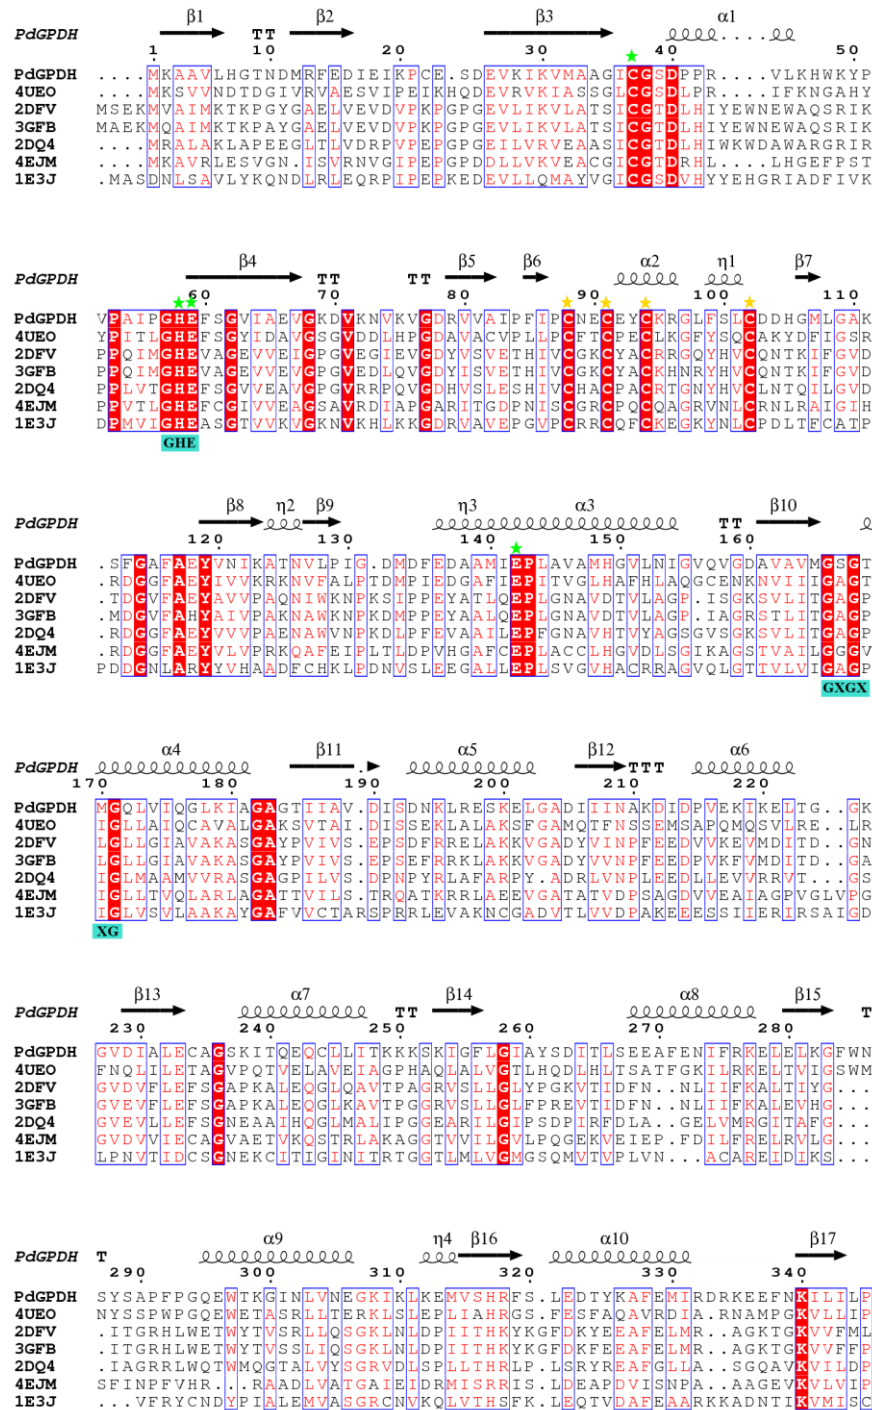 β1 β2 β3 α1
PdGPDH TT
1 10 20 30 40 50
PdGPDH ....MKAAVLHGTNDMRFEDIEIKPCE.SDEVKIKVMAAGICGSDPPR....VLKHWKYP
4UEO ....MKSVVNDTDGIVRVAESVIPEIKHQDEVRVKIASSGLCGSDLPR....IFKNGAHY
2DFV MSEKMVAIMKTKPGYGAELVEVDVPKPGPGEVLIKVLATSICGTDLHIYEWNEWAQSRIK
3GFB MAEKMQAIMKTKPAYGAELVEVDVPKPGPGEVLIKVLATSICGTDLHIYEWNEWAQSRIK
2DQ4 ....MRALAKLAPEEGLTLVDRPVPEPGPGEILVRVEAASICGTDLHIWKWDAWARGRIR
4EJM ....MKAVRLESVGN.ISVRNVGIPEPGPDDLLVKVEACGICGTDRHL....LHGEFPST
1E3J .MASDNLSAVLYKQNDLRLEQRPIPEPKEDEVLLQMAYVGICGSDVHYYEHGRIADFIVK
β4 β5 β6 α2 η1 β7
PdGPDH TT TT
60 70 80 90 100 110
PdGPDH VPAIPGHEFSGVIAEVGKDVKNVKVGDRVVAIPFIPCNECEYCKRGLFSLCDDHGMLGAK
4UEO YPITLGHEFSGYIDAVGSGVDDLHPGDAVACVPLLPCFTCPECLKGFYSQCAKYDFIGSR
2DFV PPQIMGHEVAGEVVEIGPGVEGIEVGDYVSVETHIVCGKCYACRRGQYHVCQNTKIFGVD
3GFB PPQIMGHEVAGEVVEVGPGVEDLQVGDYISVETHIVCGKCYACKHNRYHVCQNTKIFGVD
2DQ4 PPLVTGHEFSGVVEAVGPGVRRPQVGDHVSLESHIVCHACPACRTGNYHVCLNTQILGVD
4EJM PPVTLGHEFCGIVVEAGSAVRDIAPGARITGDPNISCGRCPQCQAGRVNLCRNLRAIGIH
1E3J DPMVIGHEASGTVVKVGKNVKHLKKGDRVAVEPGVPCRRCQFCKEGKYNLCPDLTFCATP
GHE
β8 η2 β9 η3 α3 β10
PdGPDH TT
120 130 140 150 160
PdGPDH .SFGAFAEYVNIKATNVLPIG.DMDFEDAAMIEPLAVAMHGVLNIGVQVGDAVAVMGSGT
4UEO .RDGGFAEYIVVKRKNVFALPTDMPIEDGAFIEPITVGLHAFHLAQGCENKNVIIIGAGT
2DFV .TDGVFAEYAVVPAQNIWKNPKSIPPEYATLQEPLGNAVDTVLAGP.ISGKSVLITGAGP
3GFB .MDGVFAHYAIVPAKNAWKNPKDMPPEYAALQEPLGNAVDTVLAGP.IAGRSTLITGAGP
2DQ4 .RDGGFAEYVVVPAENAWVNPKDLPFEVAAILEPFGNAVHTVYAGSGVSGKSVLITGAGP
4EJM .RDGGFAEYVLVPRKQAFEIPLTLDPVHGAFCEPLACCLHGVDLSGIKAGSTVAILGGGV
1E3J PDDGNLARYYVHAADFCHKLPDNVSLEEGALLEPLSVGVHACRRAGVQLGTTVLVIGAGP
GXGX
α4 β11 α5 β12 α6
PdGPDH TTT
170 180 190 200 210 220
PdGPDH MGQLVIQGLKIAGAGTIIAV.DISDNKLRESKELGADIIINAKDIDPVEKIKELTG..GK
4UEO IGLLAIQCAVALGAKSVTAI.DISSEKLALAKSFGAMQTFNSSEMSAPQMQSVLRE..LR
2DFV LGLLGIAVAKASGAYPVIVS.EPSDFRRELAKKVGADYVINPFEEDVVKEVMDITD..GN
3GFB IGLLGIAVAKASGAYPVIVS.EPSEFRRKLAKKVGADYVVNPFEEDPVKFVMDITD..GA
2DQ4 IGLMAAMVVRASGAGPILVS.DPNPYRLAFARPYADRLVNPLEEDLLEVVRRVT...GS
4EJM IGLLTVQLARLAGATTVILS.TRQATKRRLAEEVGATATVDPSAGDVVEAIAGPVGLVPG
1E3J IGLVSVLAAKAYGAFVVCTARSPRRLEVAKNCGADVTLVVDPAKEEESSIIERIRSAIGD
XG
β13 α7 β14 α8 β15
PdGPDH TT T
230 240 250 260 270 280
PdGPDH GVDIALECAGSKITQEQCLLITKKKSKIGFLGIAYSDITLSEEAFENIFRKELELKGFWN
4UEO FNQLILETAGVPQTVELAVEIAGPHAQLALVGTLHQDLHLTSATFGKILRKELTVIGSWM
2DFV GVDVFLEFSGAPKALEQGLQAVTPAGRVSLLGLYPGKVTIDFN..NLIIFKALTIYG...
3GFB GVEVFLEFSGAPKALEQGLKAVTPGGRVSLLGLFPREVTIDFN..NLIIFKALEVHG...
2DQ4 GVEVLLEFSGNEAAIHQGLMALIPGGEARILGIPSDPIRFDLA..GELVMRGITAFG...
4EJM GVDVVIECAGVAETVKQSTRLAKAGGTVVILGVLPQGEKVEIEP.FDILFRELRVLG...
1E3J LPNVTIDCSGNEKCITIGINITRTGGTLMLVGMGSQMVTVPLVN...ACAREIDIKS...
α9 η4 β16 α10 β17
PdGPDH T
290 300 310 320 330 340
PdGPDH SYSAPFPGQEWTKGINLVNEGKIKLKEMVSHRFS.LEDTYKAFEMIRDRKEEFNKILILP
4UEO NYSSPWPGQEWETASRLLTERKLSLEPLIAHRGS.FESFAQAVRDIA.RNAMPGKVLLIP
2DFV .ITGRHLWETWYTVSRLLQSGKLNLDPIITHKYKGFDKYEEAFELMR..AGKTGKVVFML
3GFB .ITGRHLWETWYTVSSLIQSGKLNLDPIITHKYKGFDKFEEAFELMR..AGKTGKVVFFL
2DQ4 .IAGRRLWQTWMQGTALVYSGRVDLSPLLTHRLP.LSRYREAFGLLA..SGQAVKVILDP
4EJM SFINPFVHR...RAADLVATGAIEIDRMISRRIS.LDEAPDVISNPA..AAGEVKVLVIP
1E3J ...VFRYCNDYPIALEMVASGRCNVKQLVTHSFK.LEQTVDAFEAARKKADNTIKVMISC